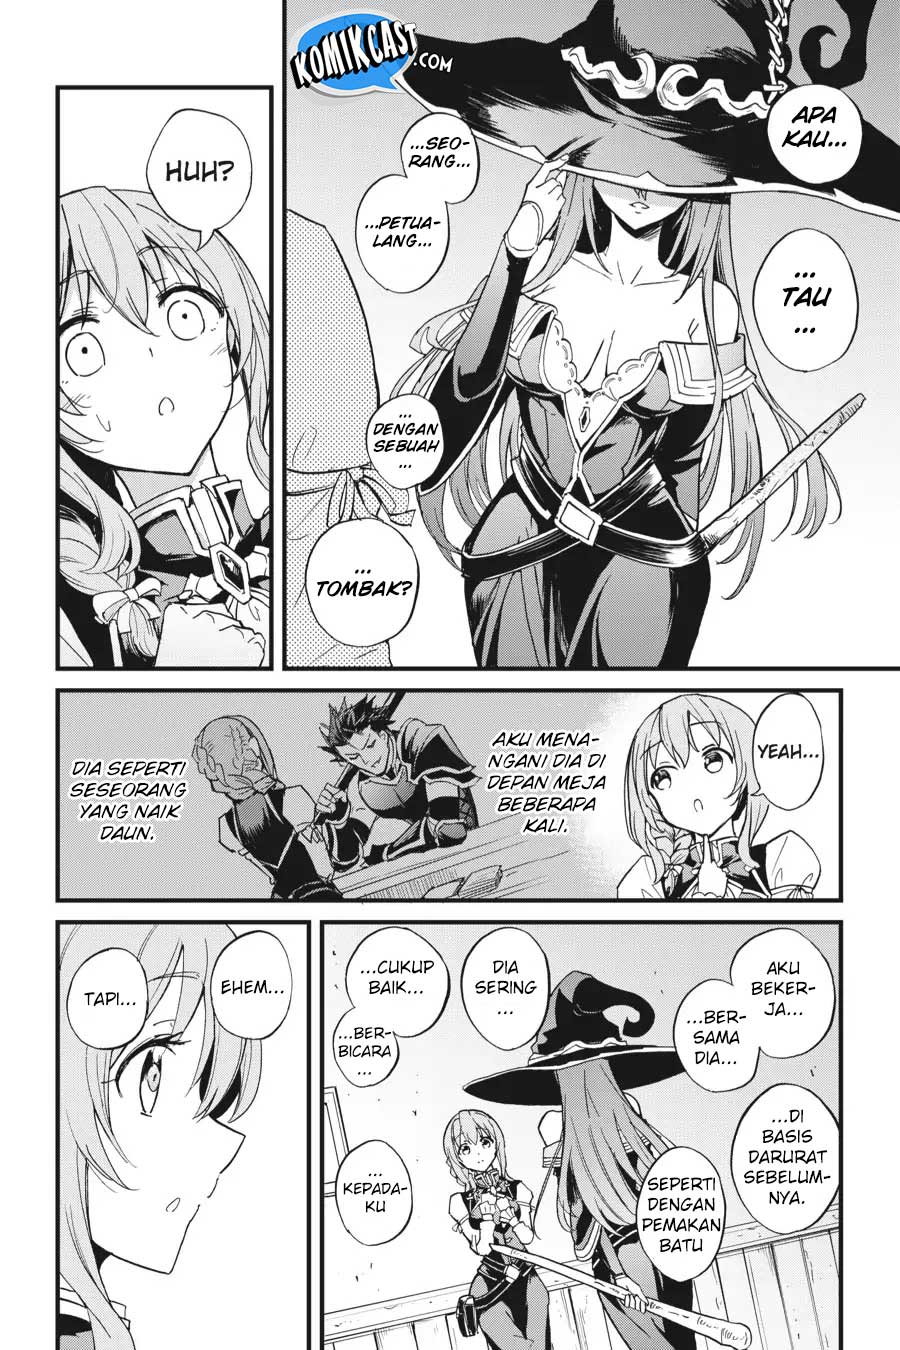 KOMIKCAST
.COM
APA
KAU...
...
TAU
...
...SEO-
RANG...
...PETUA-
LANG...
...
DENGAN
SEBUAH
...
...
TOMBAK?
HUH?
YEAH...
AKU MENA-
NGANI DIA DI
DEPAN MEJA
BEBERAPA
KALI.
DIA SEPERTI
SESEORANG
YANG NAIK
DAUN.
AKU
BEKER-
JA...
...BER-
SAMA
DIA...
...DI
BASIS
DARURAT
SEBELUM-
NYA.
SEPERTI
DENGAN
PEMAKAN
BATU
DIA
SERING
...
...CUKUP
BAIK...
...BER-
BICARA
...
...
KEPADA-
KU
EHEM...
TAPI...